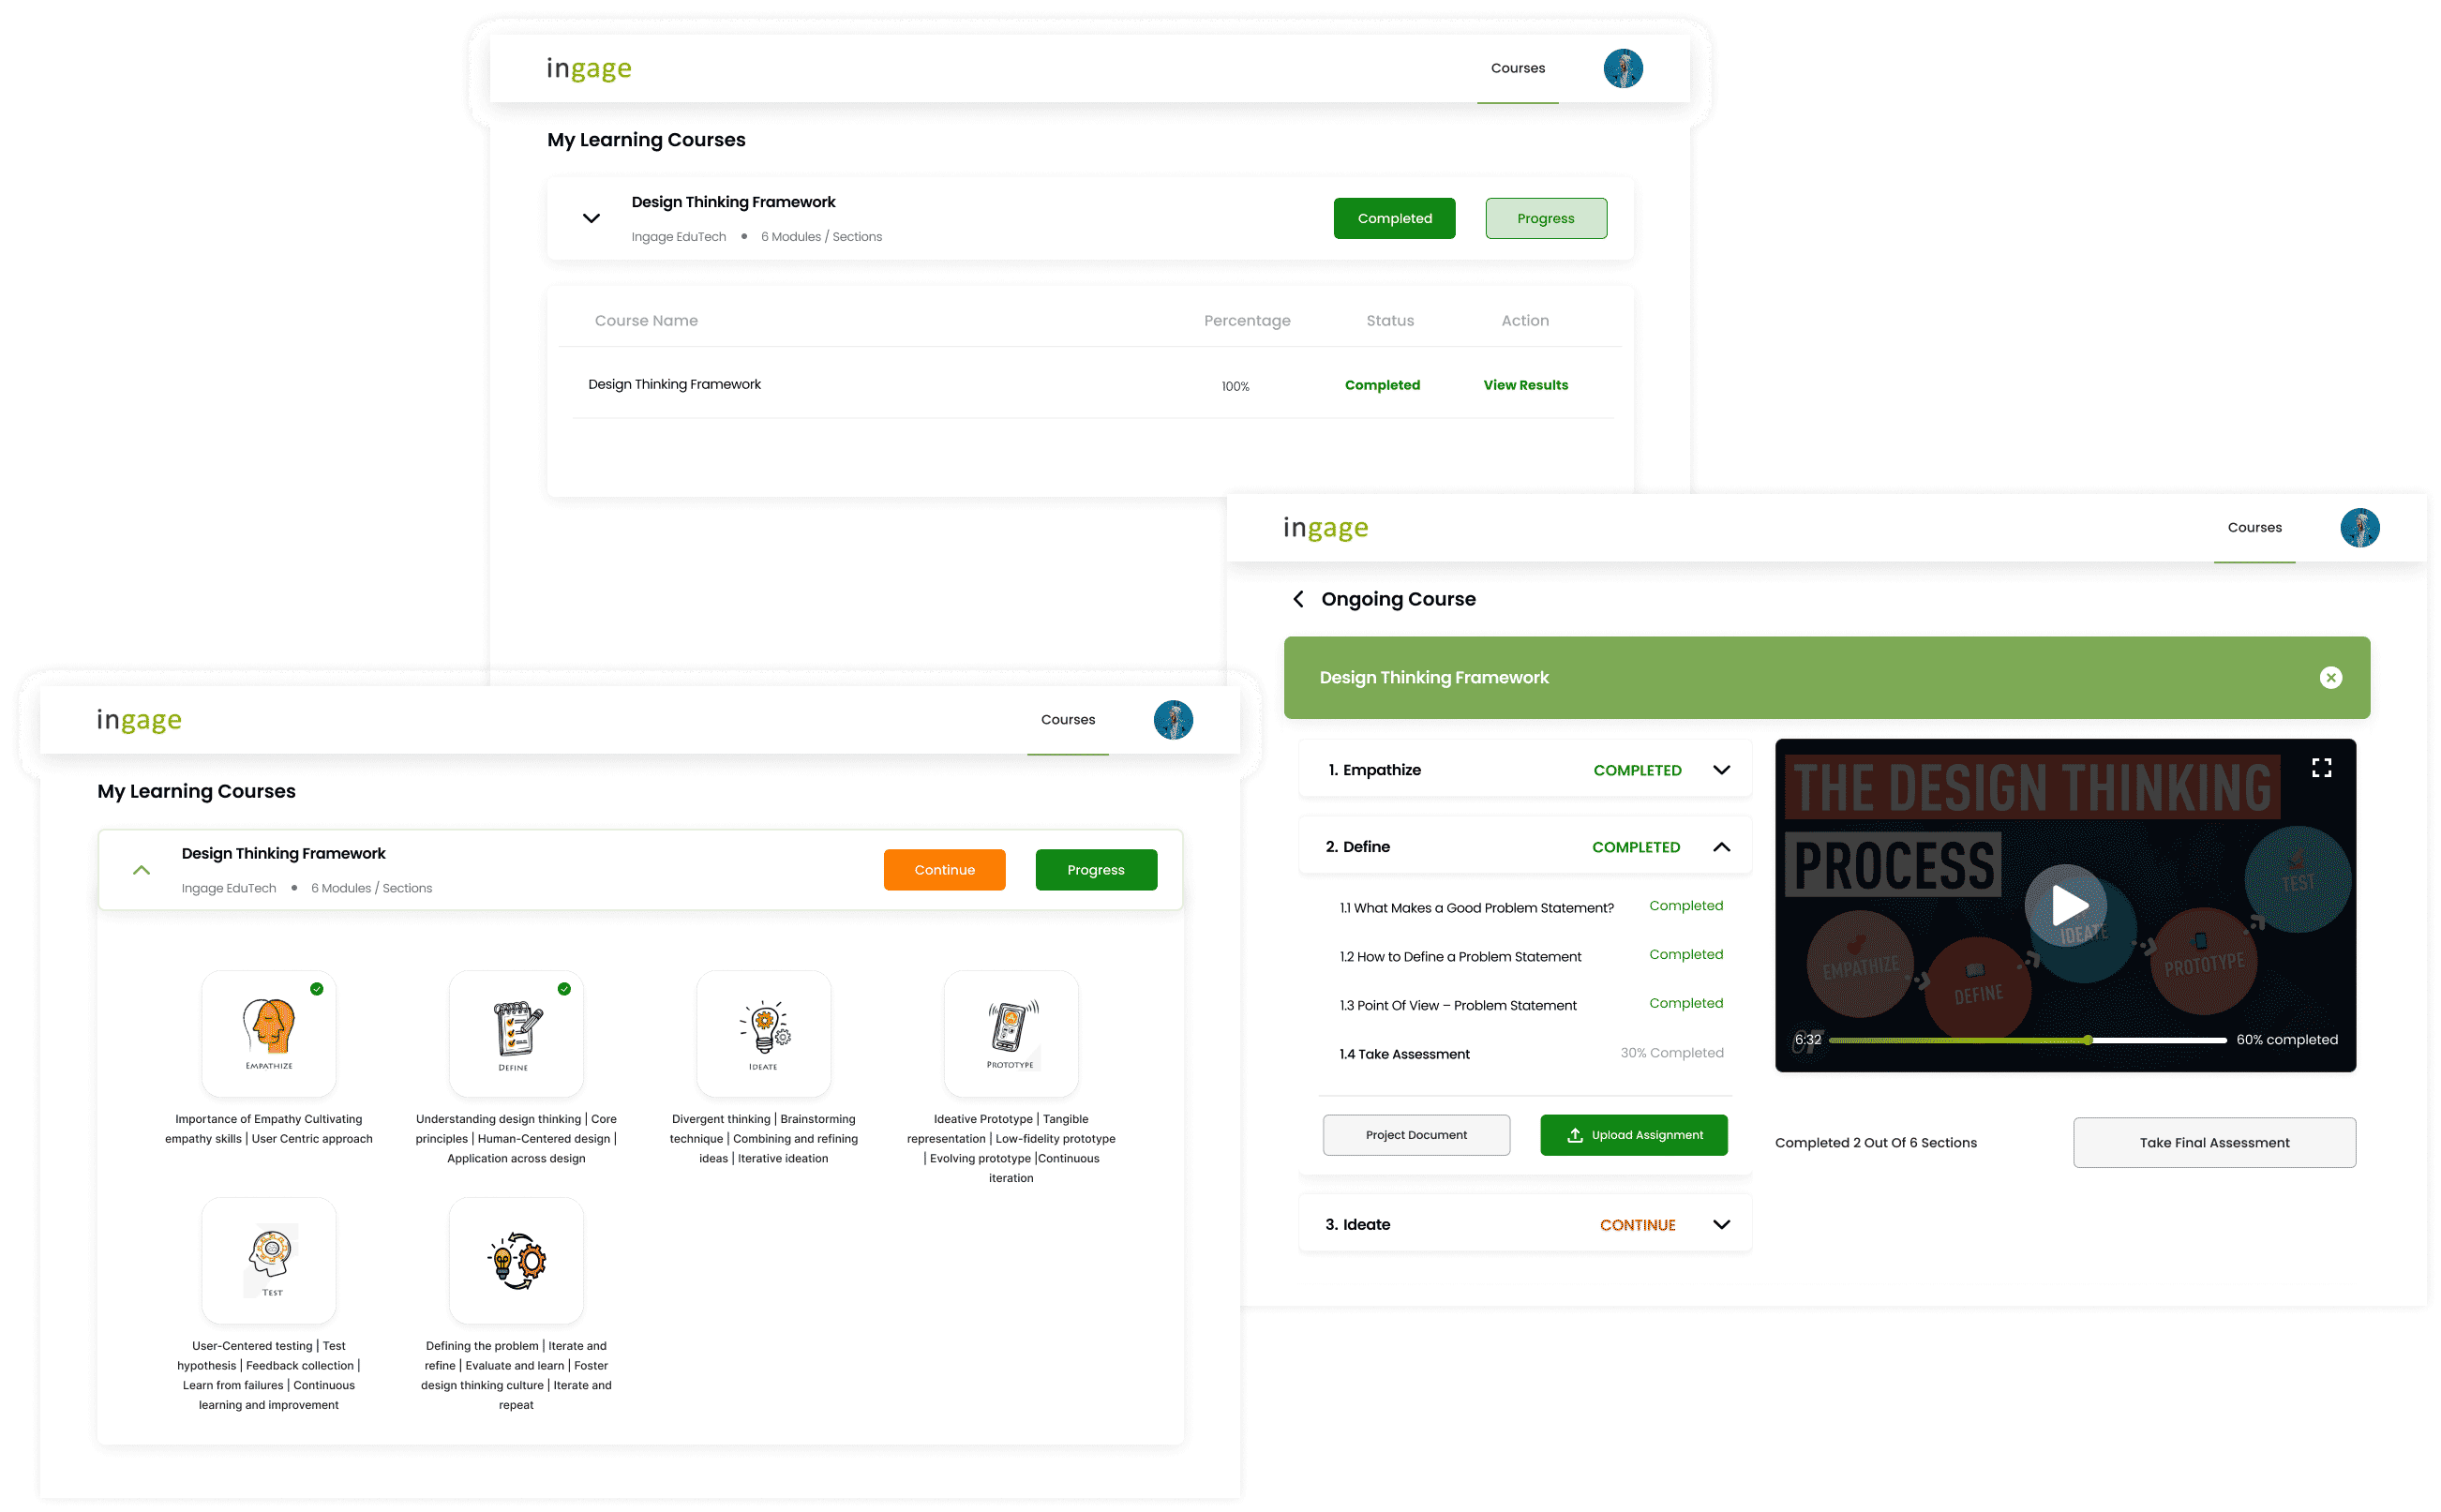 ingage
Courses
My Learning Courses
Design Thinking Framework
Ingage EduTech • 6 Modules / Sections
Completed
Progress
Course Name Percentage Status Action
Design Thinking Framework 100% Completed View Results
ingage
Courses
Ongoing Course
Design Thinking Framework
1. Empathize COMPLETED
2. Define COMPLETED
1.1 What Makes a Good Problem Statement? Completed
1.2 How to Define a Problem Statement Completed
1.3 Point Of View – Problem Statement Completed
1.4 Take Assessment 30% Completed
Project Document
Upload Assignment
3. Ideate CONTINUE
THE DESIGN THINKING
PROCESS
EMPATHIZE
DEFINE
IDEATE
PROTOTYPE
TEST
6:32
60% completed
Completed 2 Out Of 6 Sections
Take Final Assessment
ingage
Courses
My Learning Courses
Design Thinking Framework
Ingage EduTech • 6 Modules / Sections
Continue
Progress
EMPATHIZE
Importance of Empathy Cultivating
empathy skills | User Centric approach
DEFINE
Understanding design thinking | Core
principles | Human-Centered design |
Application across design
IDEATE
Divergent thinking | Brainstorming
technique | Combining and refining
ideas | Iterative ideation
PROTOTYPE
Ideative Prototype | Tangible
representation | Low-fidelity prototype
| Evolving prototype |Continuous
iteration
TEST
User-Centered testing | Test
hypothesis | Feedback collection |
Learn from failures | Continuous
learning and improvement
Defining the problem | Iterate and
refine | Evaluate and learn | Foster
design thinking culture | Iterate and
repeat